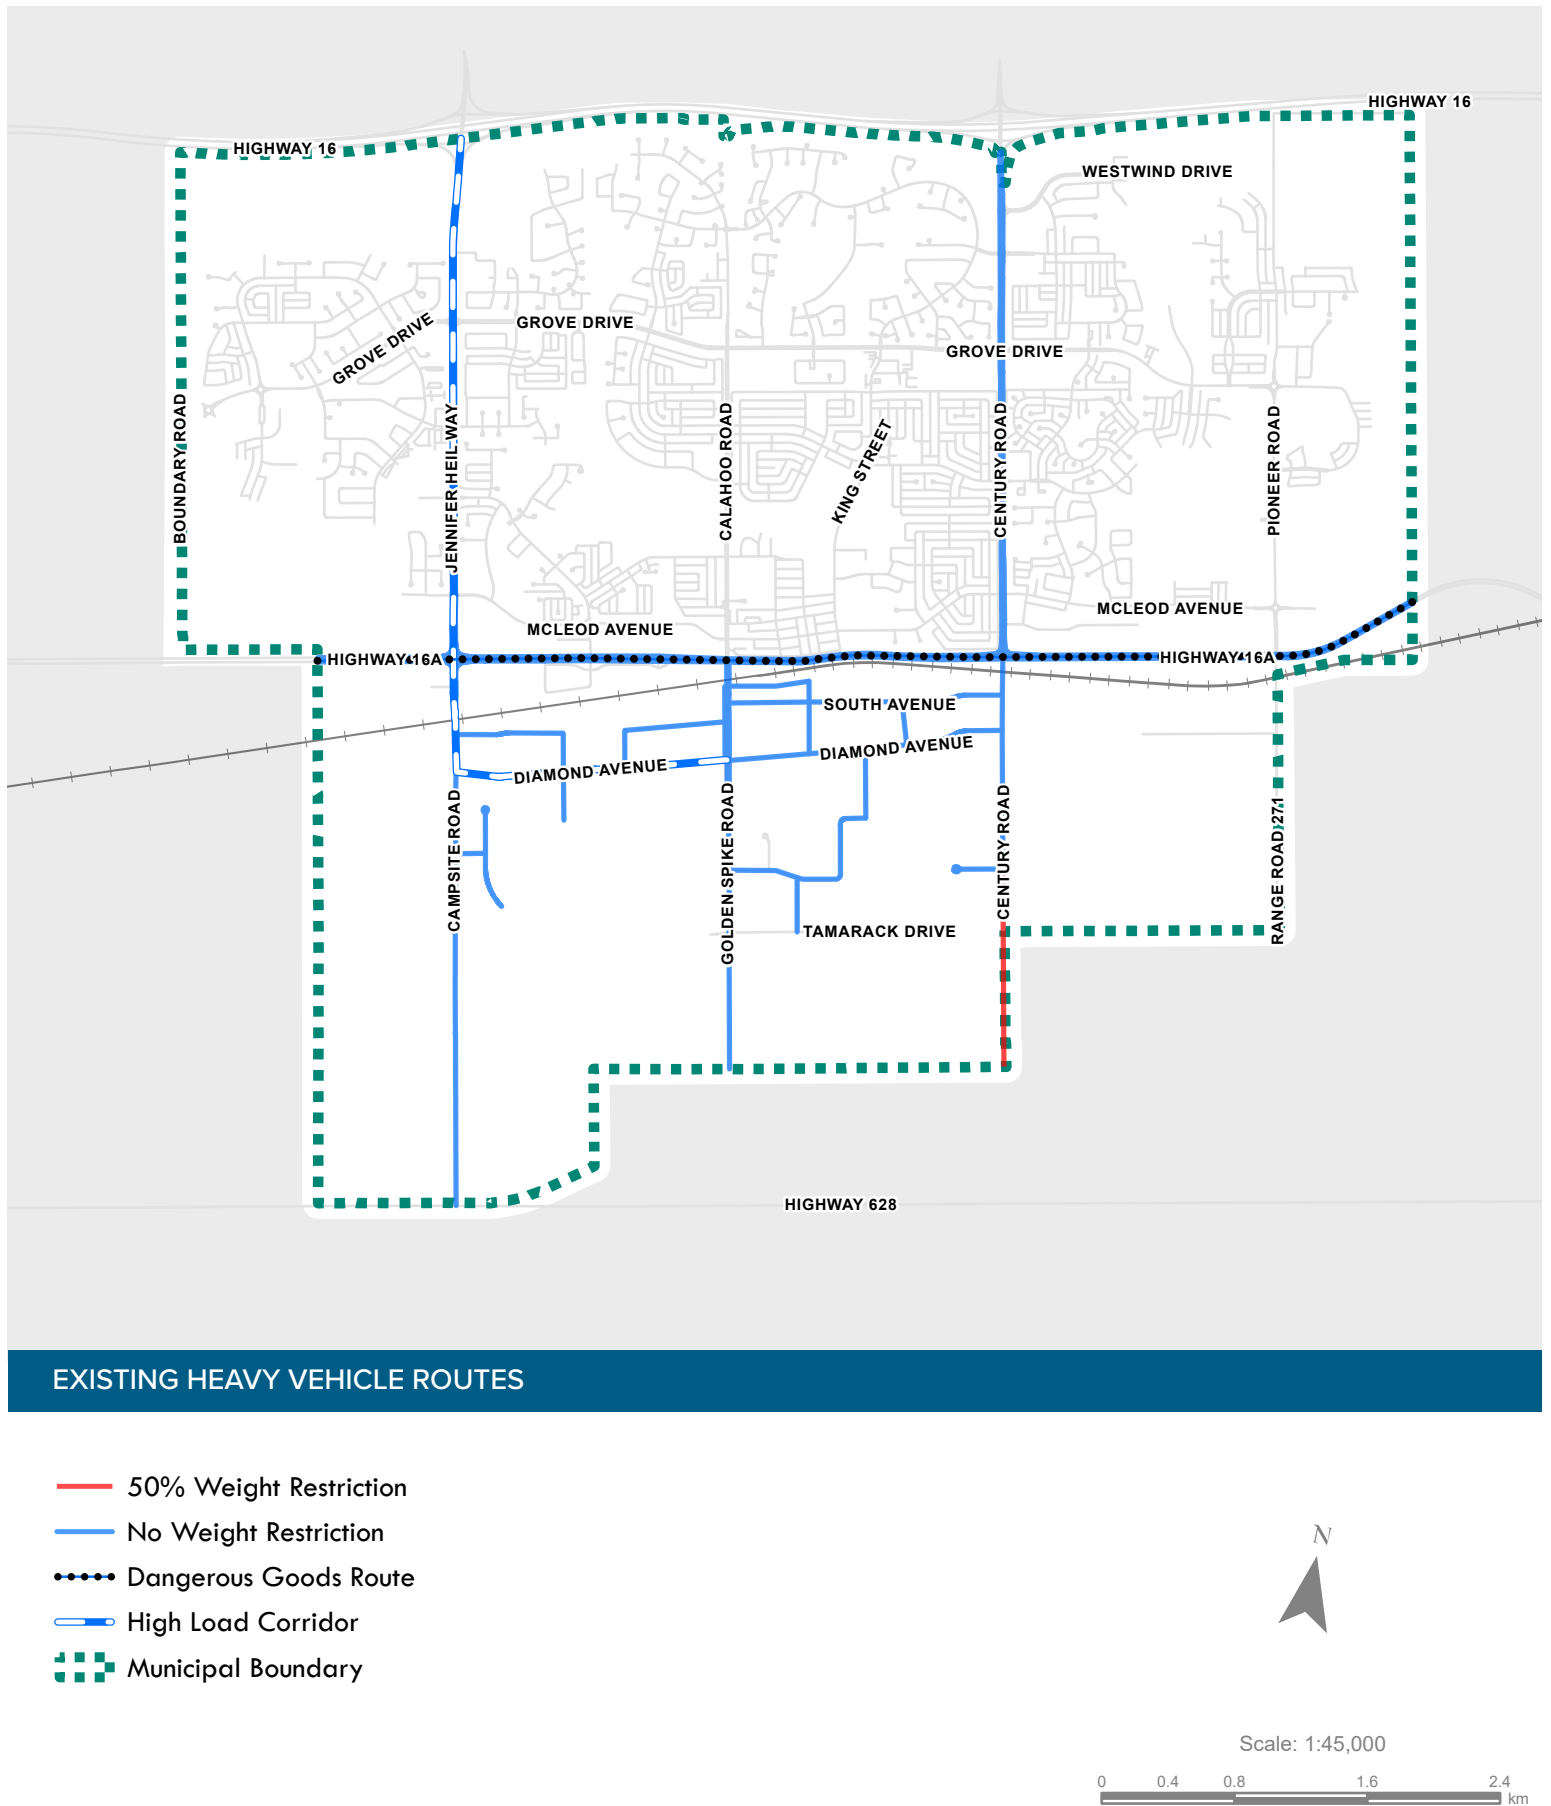 HIGHWAY 16
HIGHWAY 16
WESTWIND DRIVE
GROVE DRIVE
GROVE DRIVE
GROVE DRIVE
BOUNDARY ROAD
JENNIFER HEIL WAY
CALAHOO ROAD
KING STREET
CENTURY ROAD
PIONEER ROAD
MCLEOD AVENUE
MCLEOD AVENUE
HIGHWAY 16A
HIGHWAY 16A
SOUTH AVENUE
DIAMOND AVENUE
DIAMOND AVENUE
CAMPSITE ROAD
GOLDEN SPIKE ROAD
CENTURY ROAD
RANGE ROAD 271
TAMARACK DRIVE
HIGHWAY 628
EXISTING HEAVY VEHICLE ROUTES
50% Weight Restriction
No Weight Restriction
Dangerous Goods Route
High Load Corridor
Municipal Boundary
N
Scale: 1:45,000
0 0.4 0.8 1.6 2.4
km